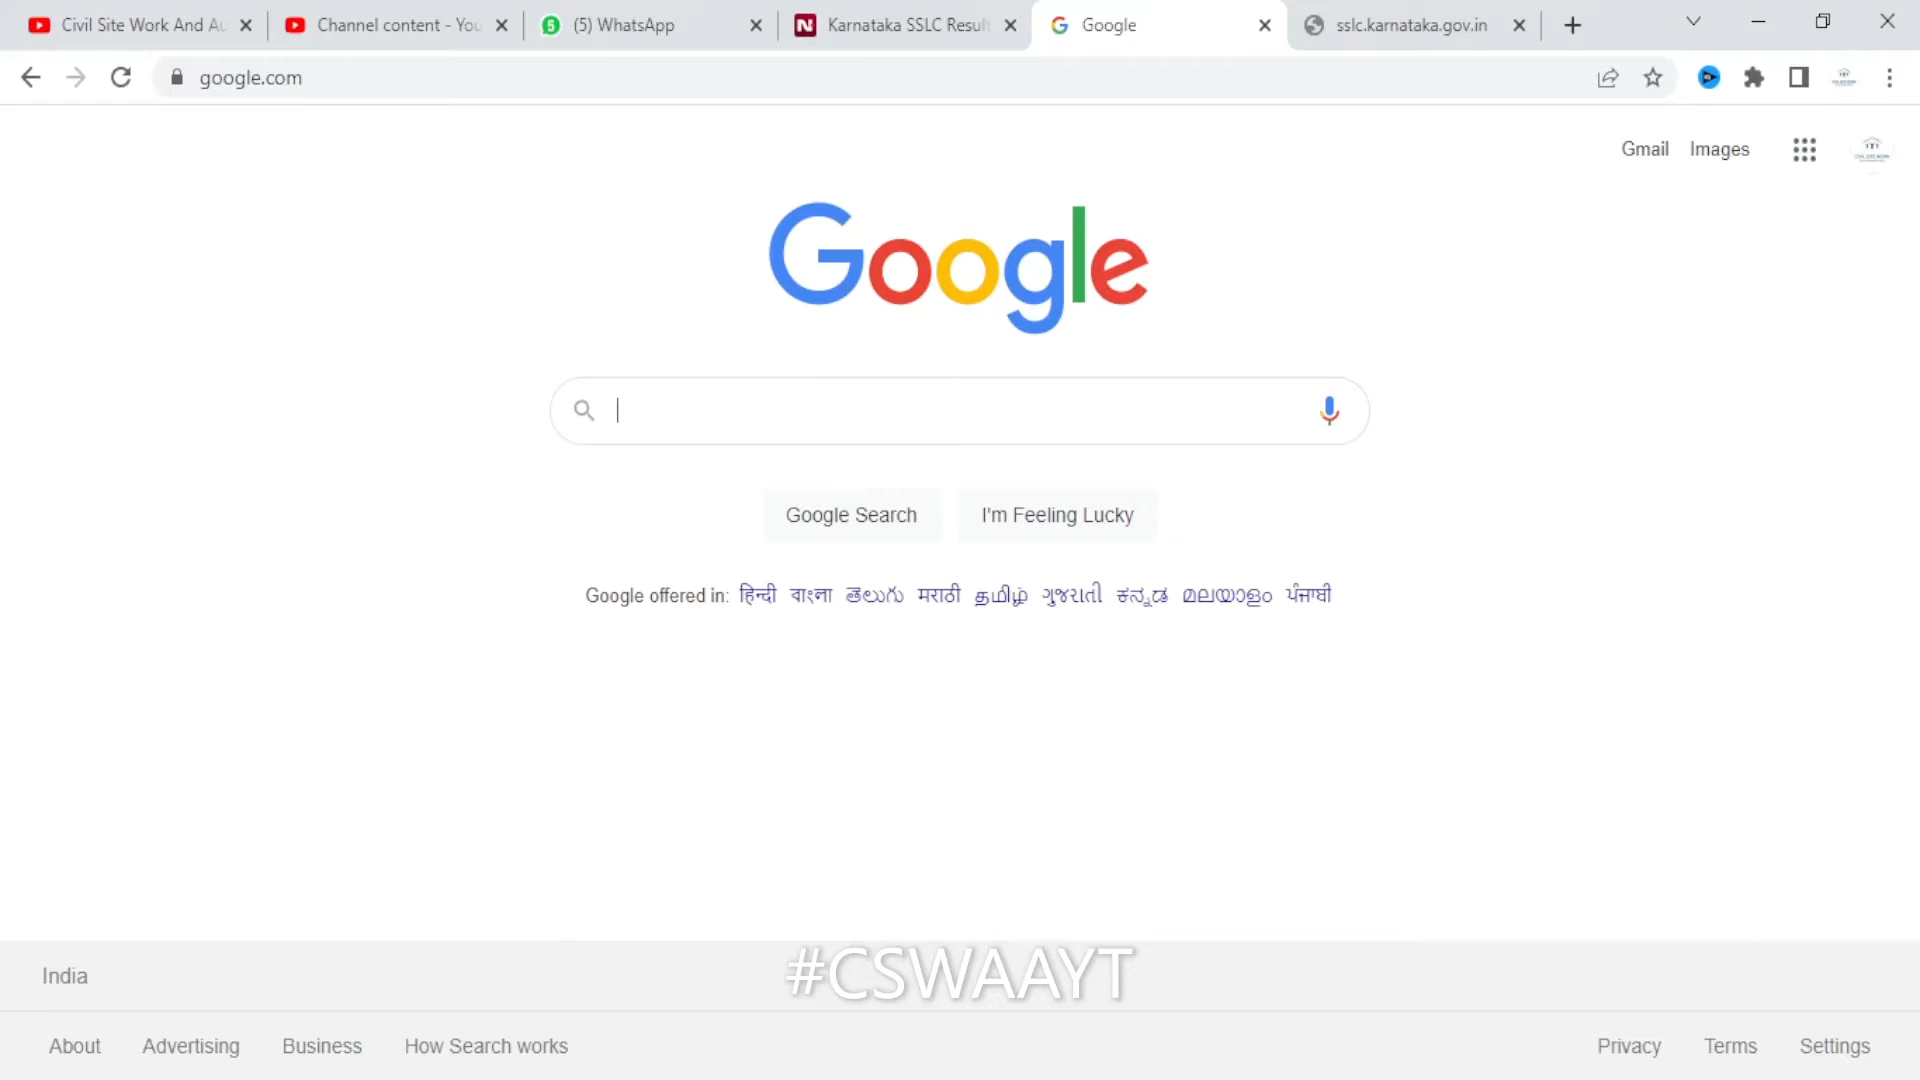 Civil Site Work And Au
Channel content - You
(5) WhatsApp
Karnataka SSLC Result
Google
sslc.karnataka.gov.in
google.com
Gmail Images
Google
Google Search I'm Feeling Lucky
Google offered in: हिन्दी বাংলা తెలుగు मराठी தமிழ் ગુજરાતી ಕನ್ನಡ മലയാളം ਪੰਜਾਬੀ
#CSWAAYT
India
About Advertising Business How Search works Privacy Terms Settings